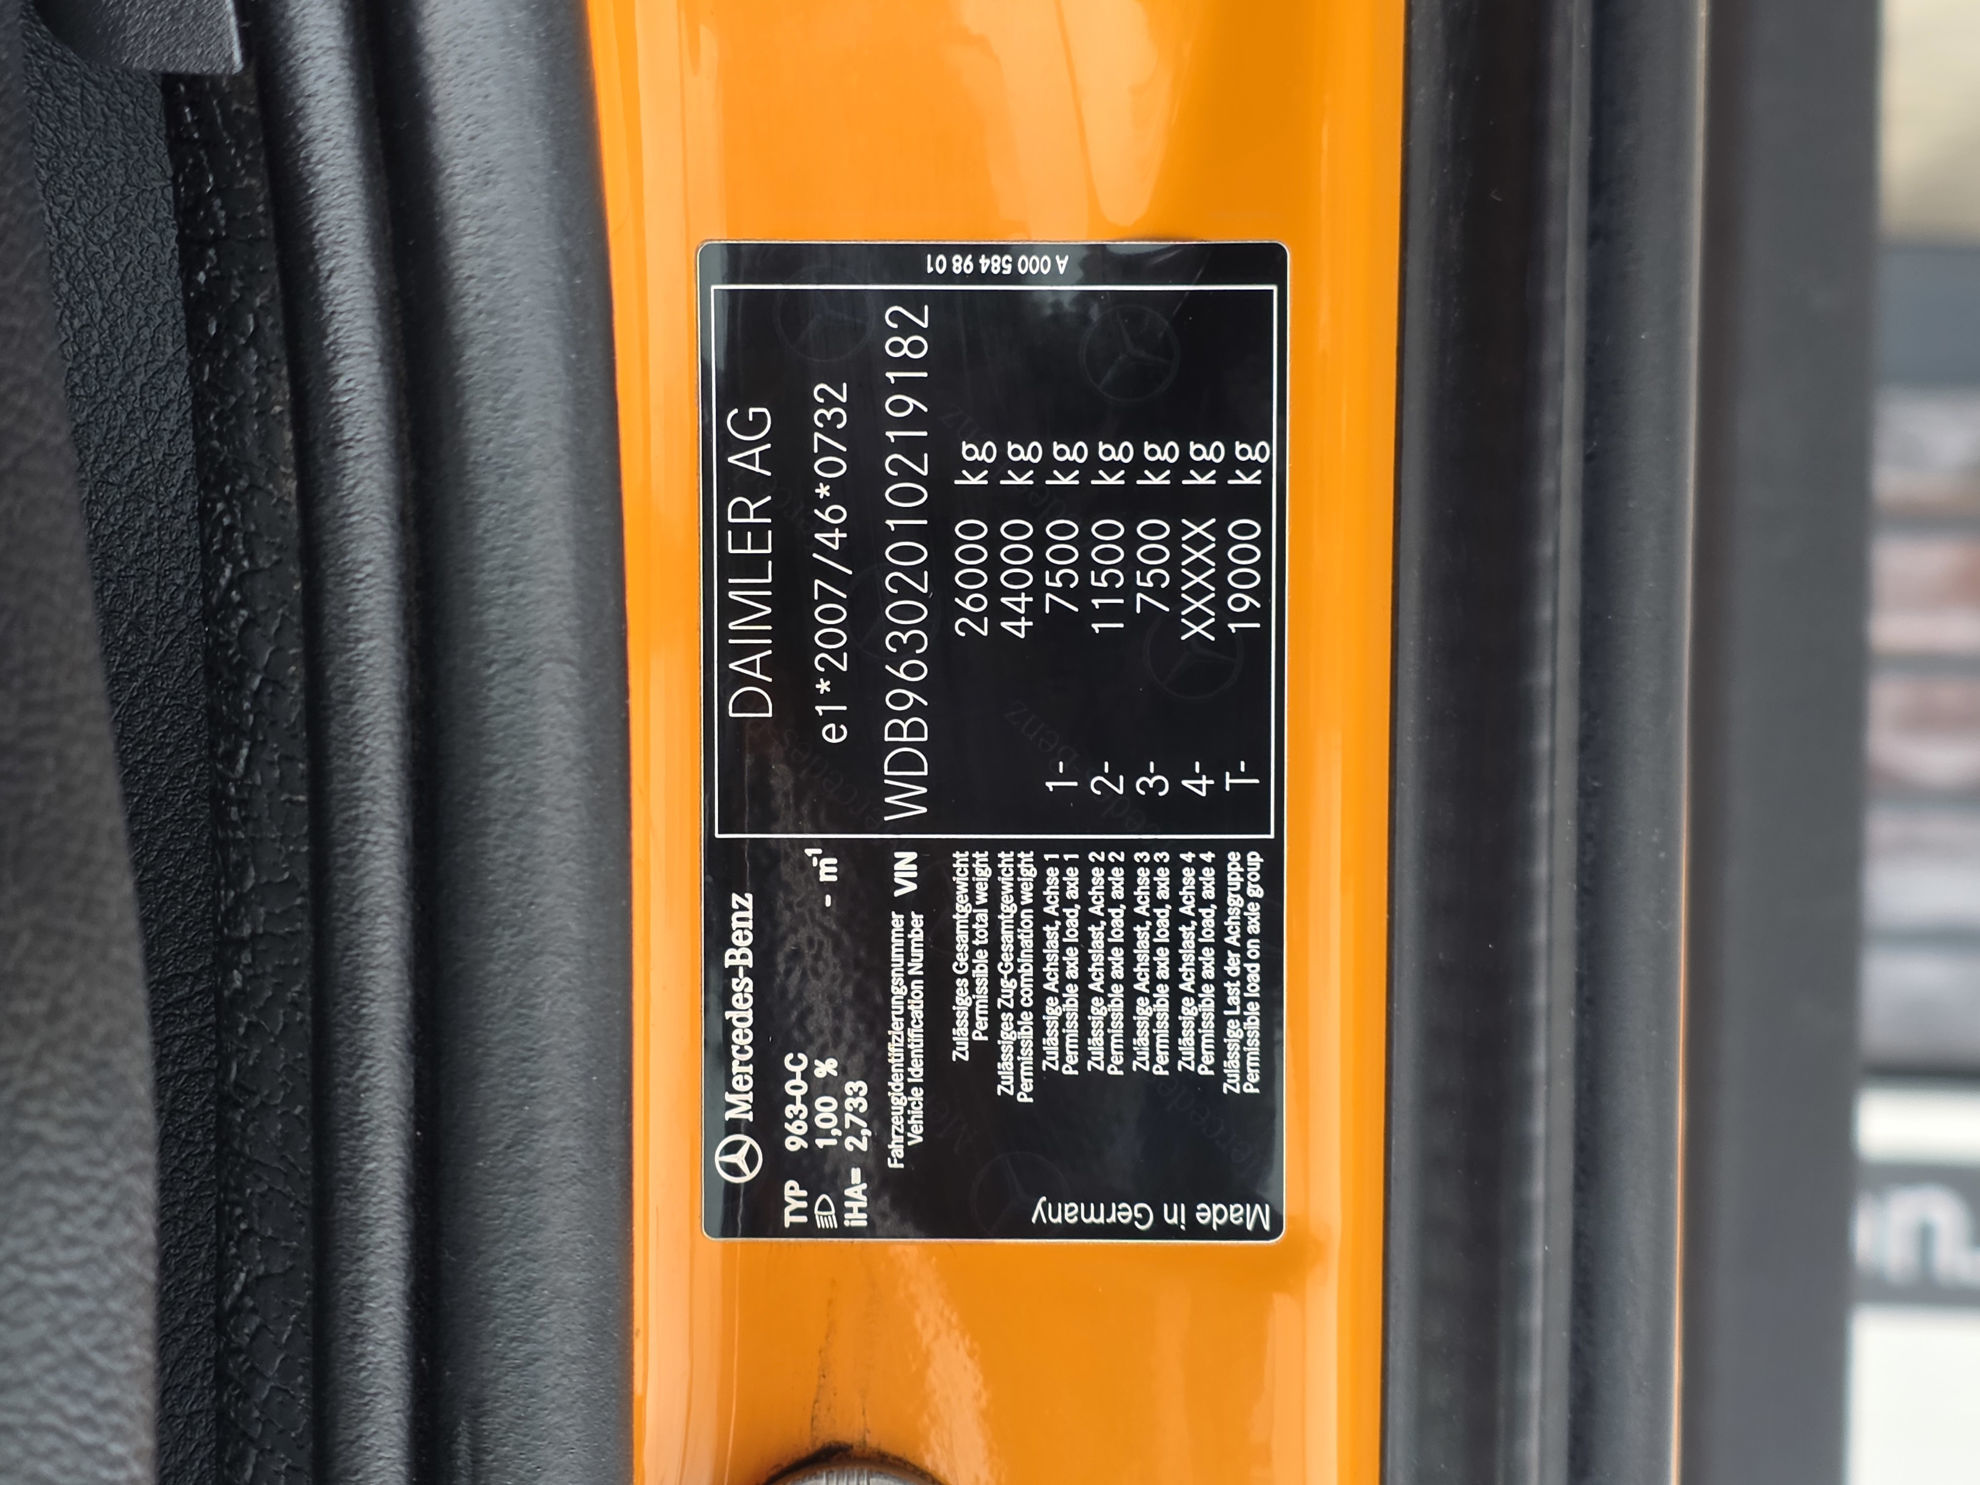 Mercedes-Benz
DAIMLER AG
TYP 963-0-C
1,00 % - m-1
iHA= 2,733
e1*2007/46*0732
Fahrzeugidentifizierungsnummer
Vehicle Identification Number VIN
WDB9630201021 9182
Zulässiges Gesamtgewicht
Permissible total weight
26000 kg
Zulässiges Zug-Gesamtgewicht
Permissible combination weight
44000 kg
Zulässige Achslast, Achse 1
Permissible axle load, axle 1
1- 7500 kg
Zulässige Achslast, Achse 2
Permissible axle load, axle 2
2- 11500 kg
Zulässige Achslast, Achse 3
Permissible axle load, axle 3
3- 7500 kg
Zulässige Achslast, Achse 4
Permissible axle load, axle 4
4- XXXXX kg
Zulässige Last der Achsgruppe
Permissible load on axle group
T- 19000 kg
Made in Germany
A 000 584 98 01